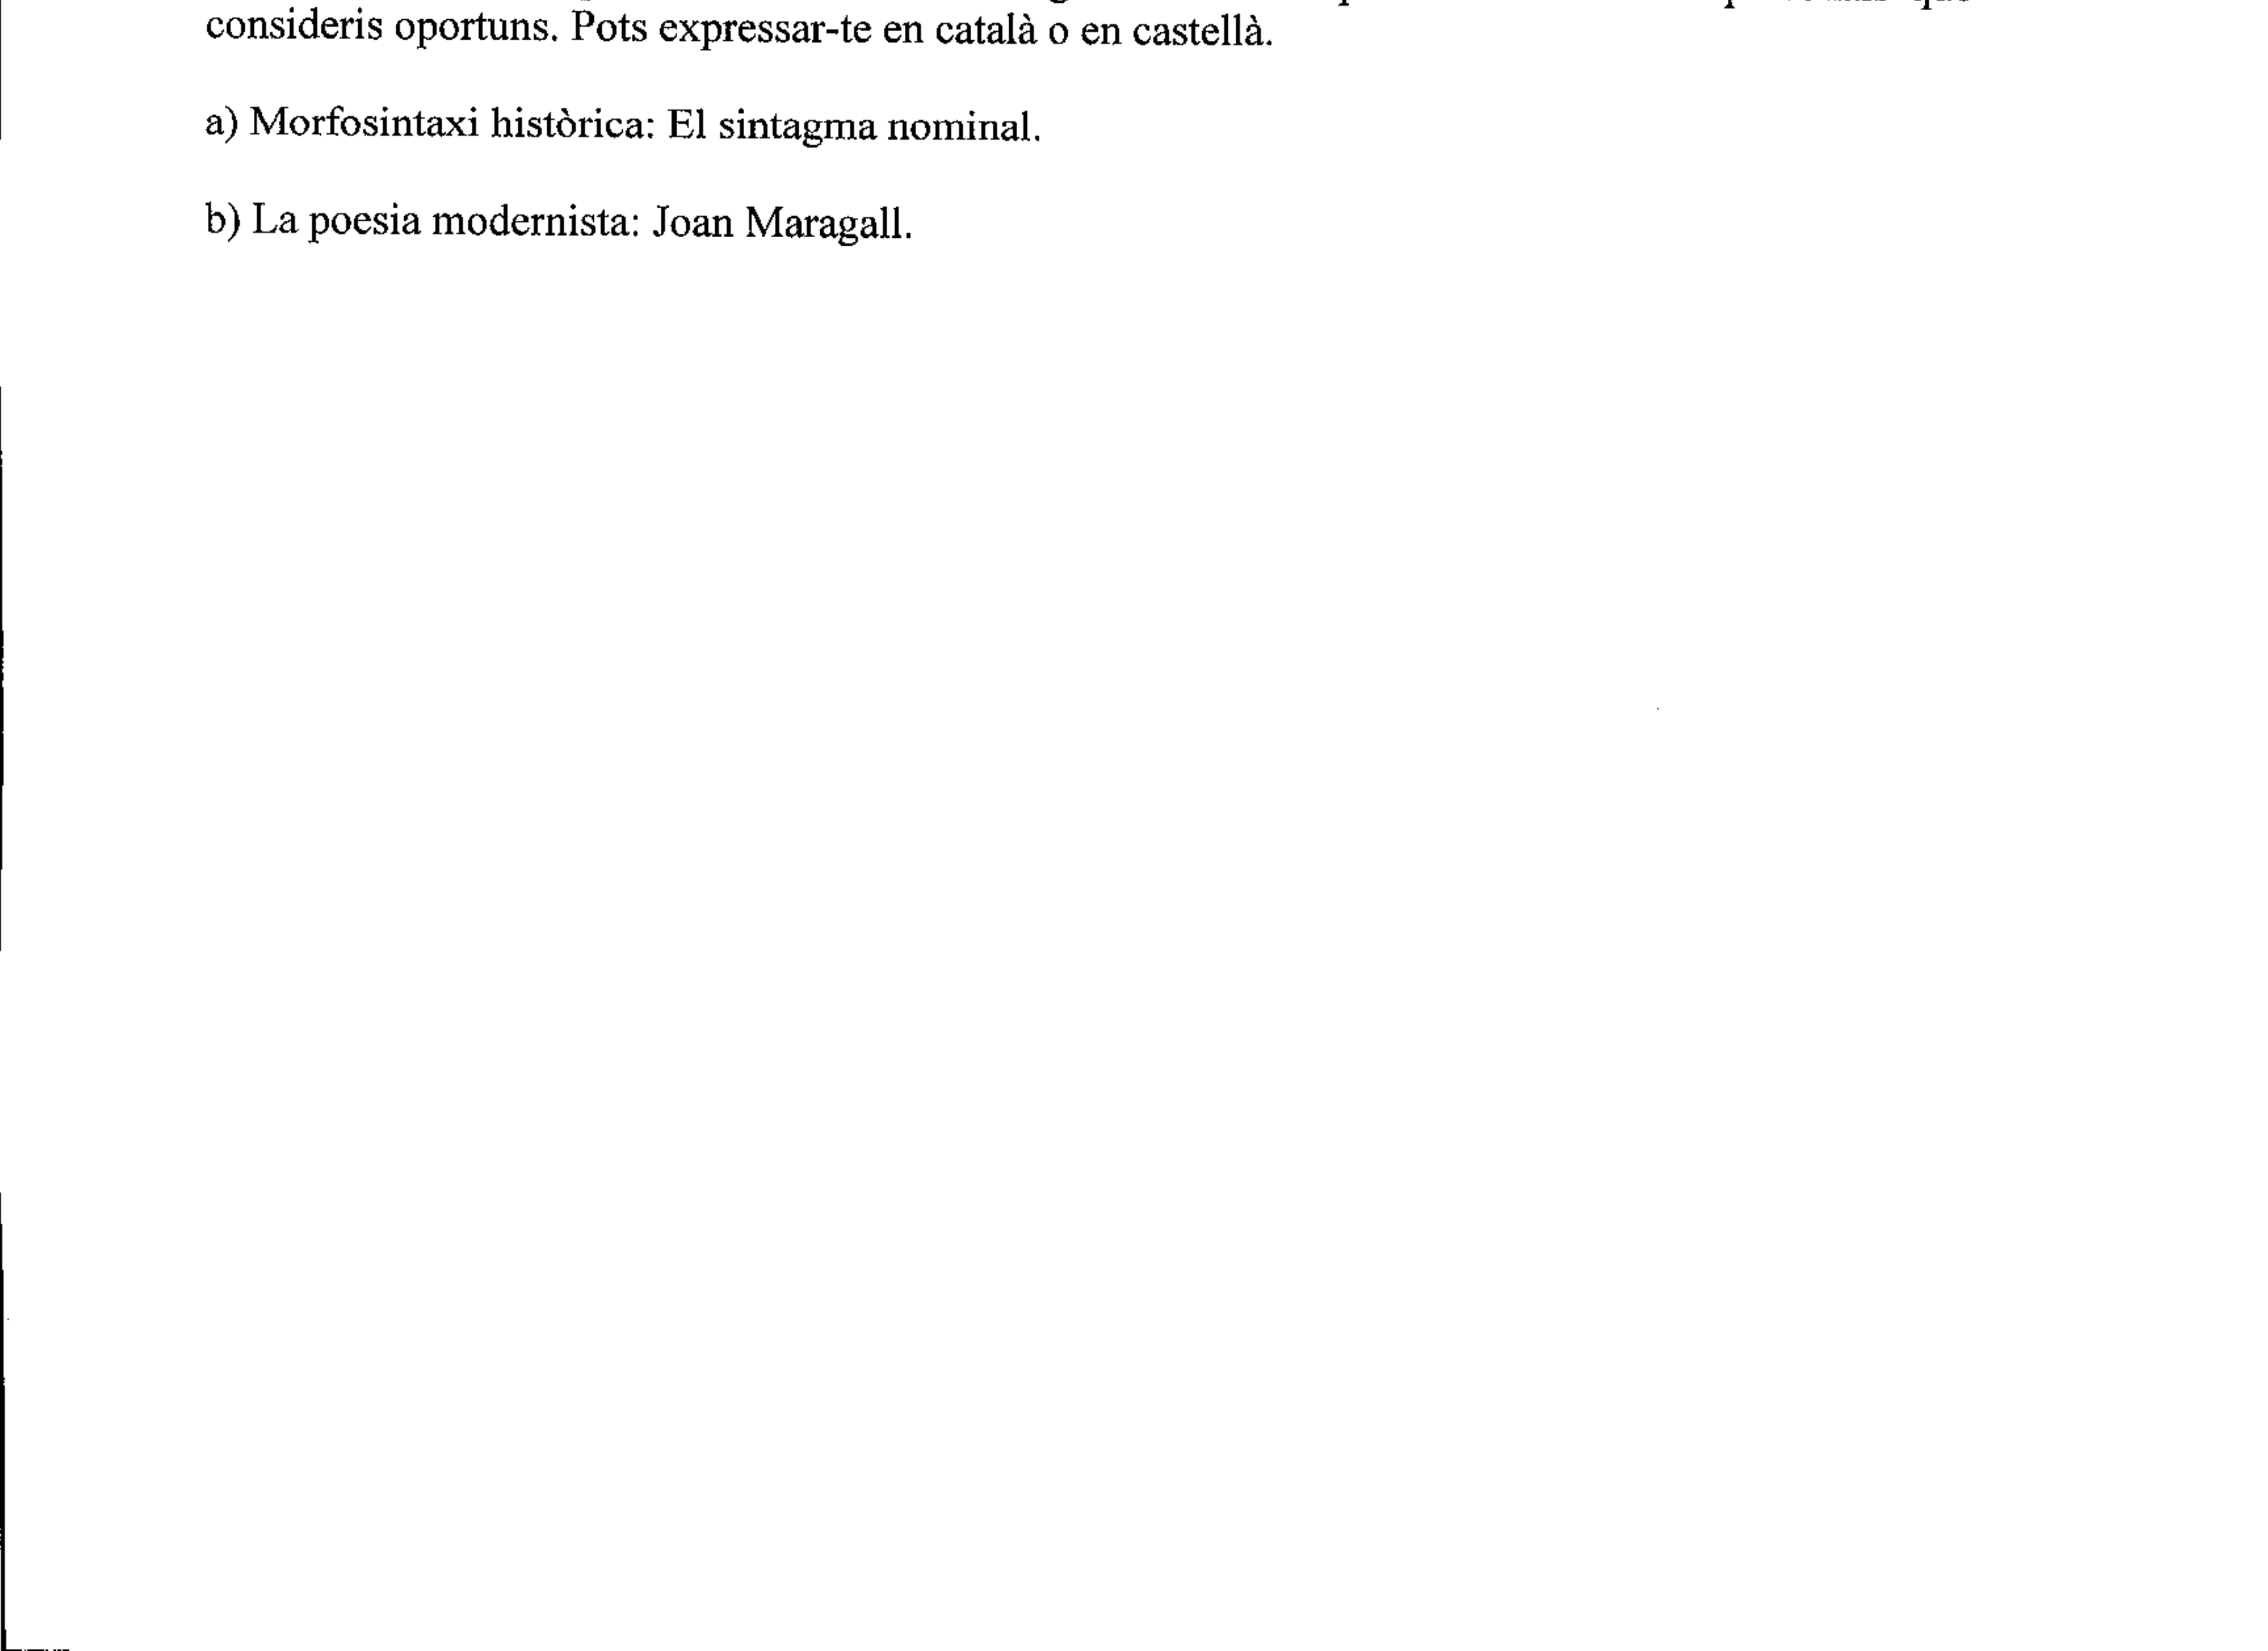 consideris oportuns. Pots expressar-te en català o en castellà.
a) Morfosintaxi històrica: El sintagma nominal.
b) La poesia modernista: Joan Maragall.